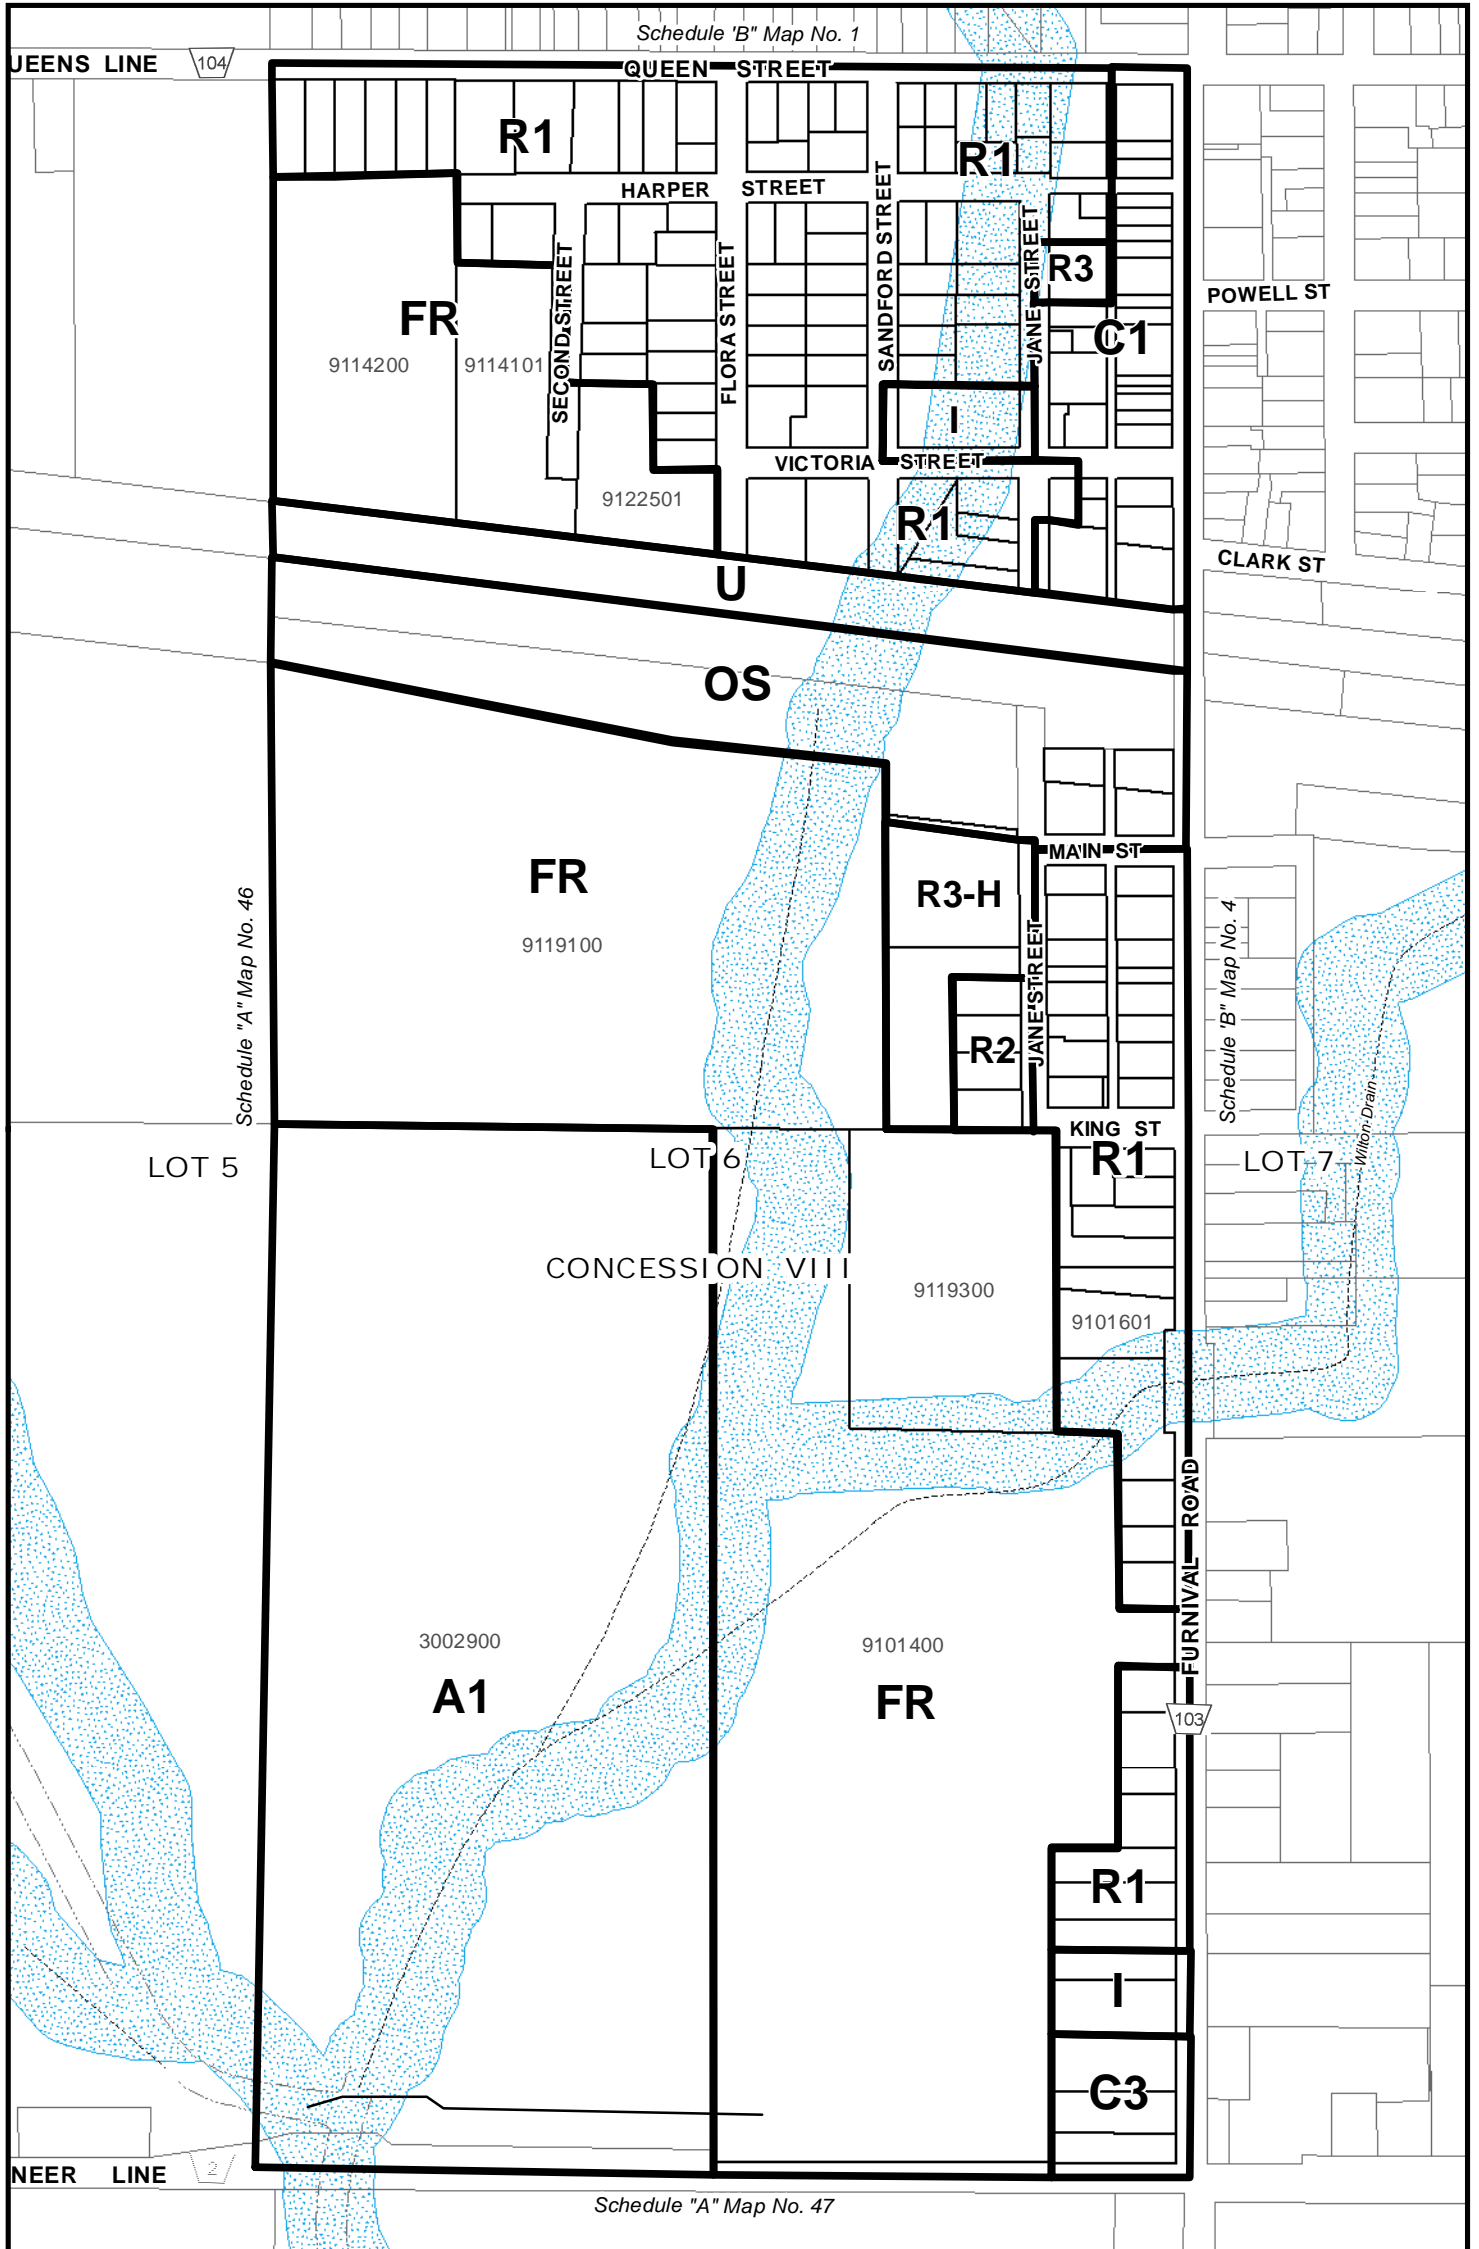 Schedule 'B" Map No. 1
UEENS LINE 104
QUEEN STREET
R1
R1
HARPER STREET
SECOND STREET
FLORA STREET
SANDFORD STREET
JANE STREET
R3
POWELL ST
FR
C1
9114200
9114101
I
VICTORIA STREET
9122501
R1
CLARK ST
U
OS
MAIN ST
FR
R3-H
9119100
Schedule "A" Map No. 46
JANE STREET
Schedule 'B" Map No. 4
R2
Wilton Drain
KING ST
LOT 5
LOT 6
R1
LOT 7
CONCESSION VIII
9119300
9101601
FURNIVAL ROAD
3002900
9101400
A1
FR
103
R1
I
C3
NEER LINE 2
Schedule "A" Map No. 47